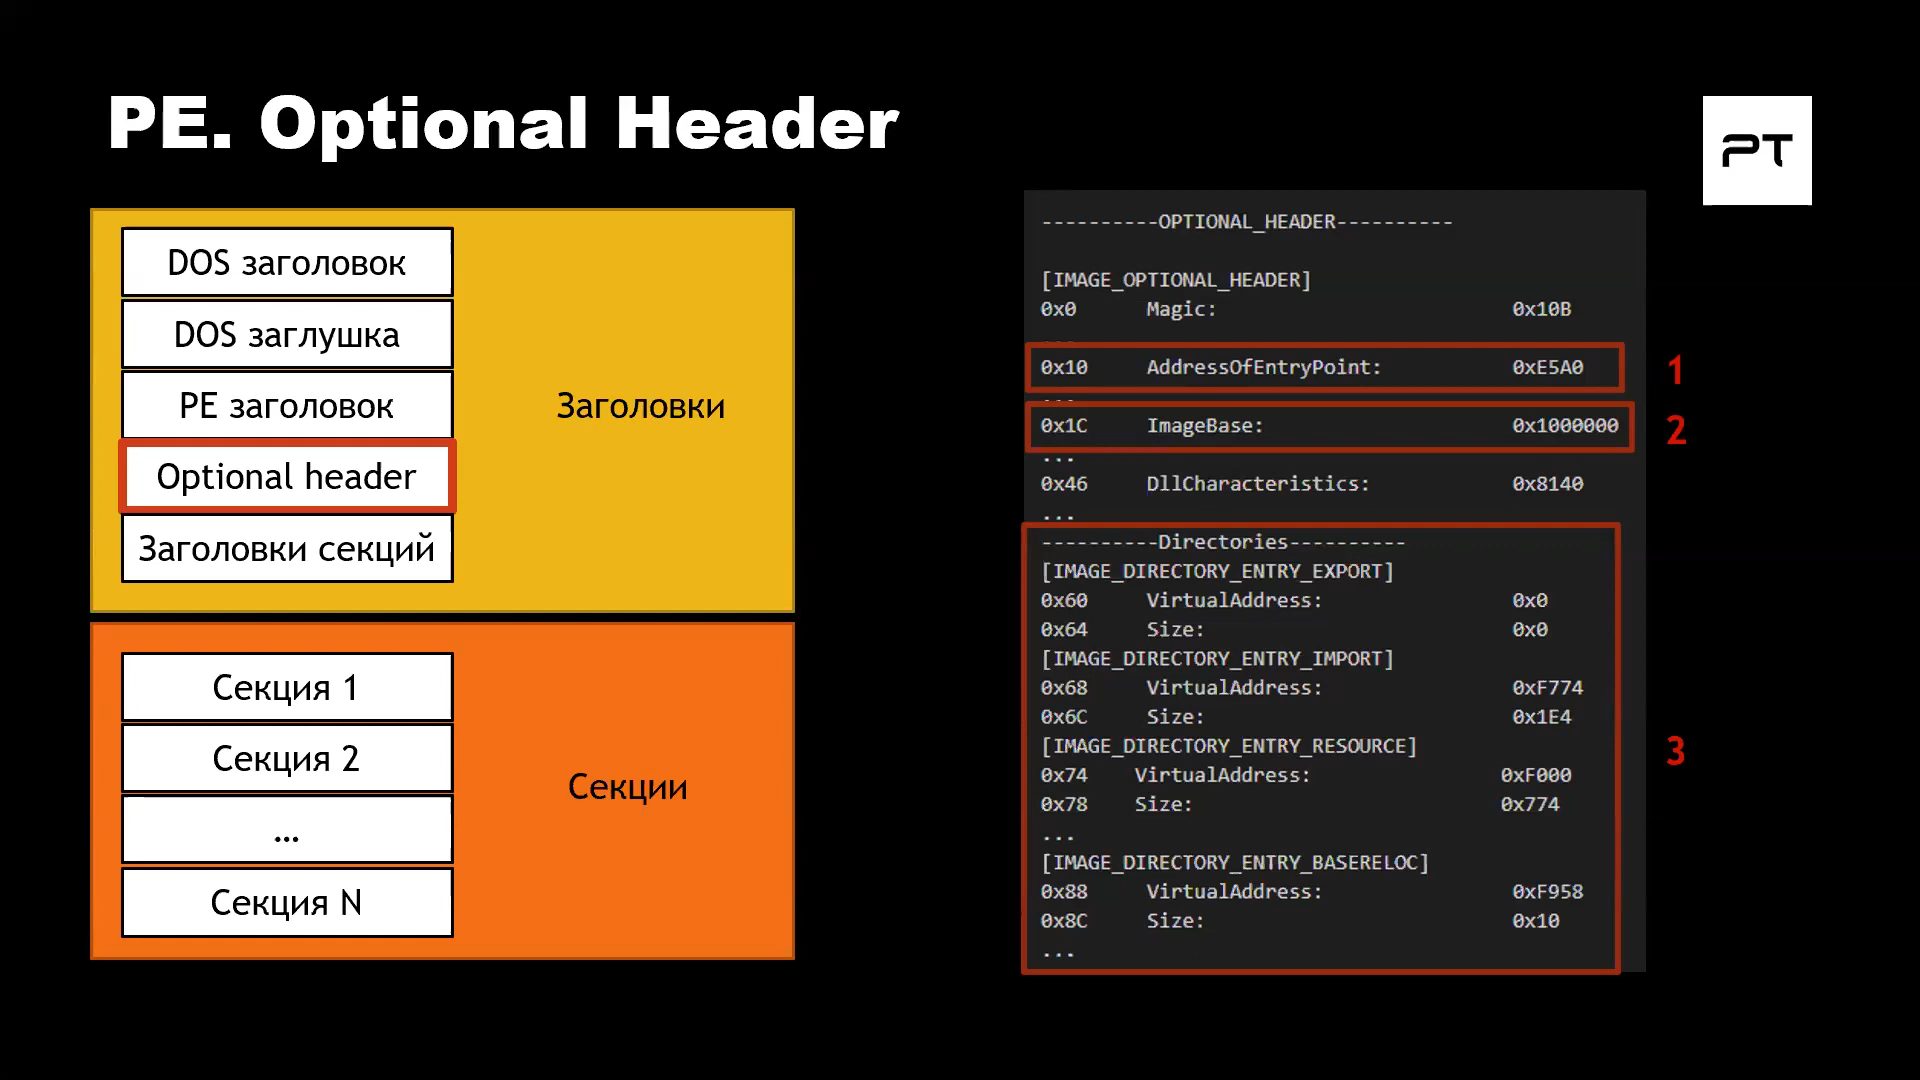 PE. Optional Header
PT
DOS заголовок
DOS заглушка
PE заголовок
Optional header
Заголовки секций
Заголовки
Секция 1
Секция 2
...
Секция N
Секции
----------OPTIONAL_HEADER----------
[IMAGE_OPTIONAL_HEADER]
0x0 Magic: 0x10B
...
0x10 AddressOfEntryPoint: 0xE5A0
1
...
0x1C ImageBase: 0x1000000
2
...
0x46 DllCharacteristics: 0x8140
...
----------Directories----------
[IMAGE_DIRECTORY_ENTRY_EXPORT]
0x60 VirtualAddress: 0x0
0x64 Size: 0x0
[IMAGE_DIRECTORY_ENTRY_IMPORT]
0x68 VirtualAddress: 0xF774
0x6C Size: 0x1E4
[IMAGE_DIRECTORY_ENTRY_RESOURCE]
3
0x74 VirtualAddress: 0xF000
0x78 Size: 0x774
...
[IMAGE_DIRECTORY_ENTRY_BASERELOC]
0x88 VirtualAddress: 0xF958
0x8C Size: 0x10
...